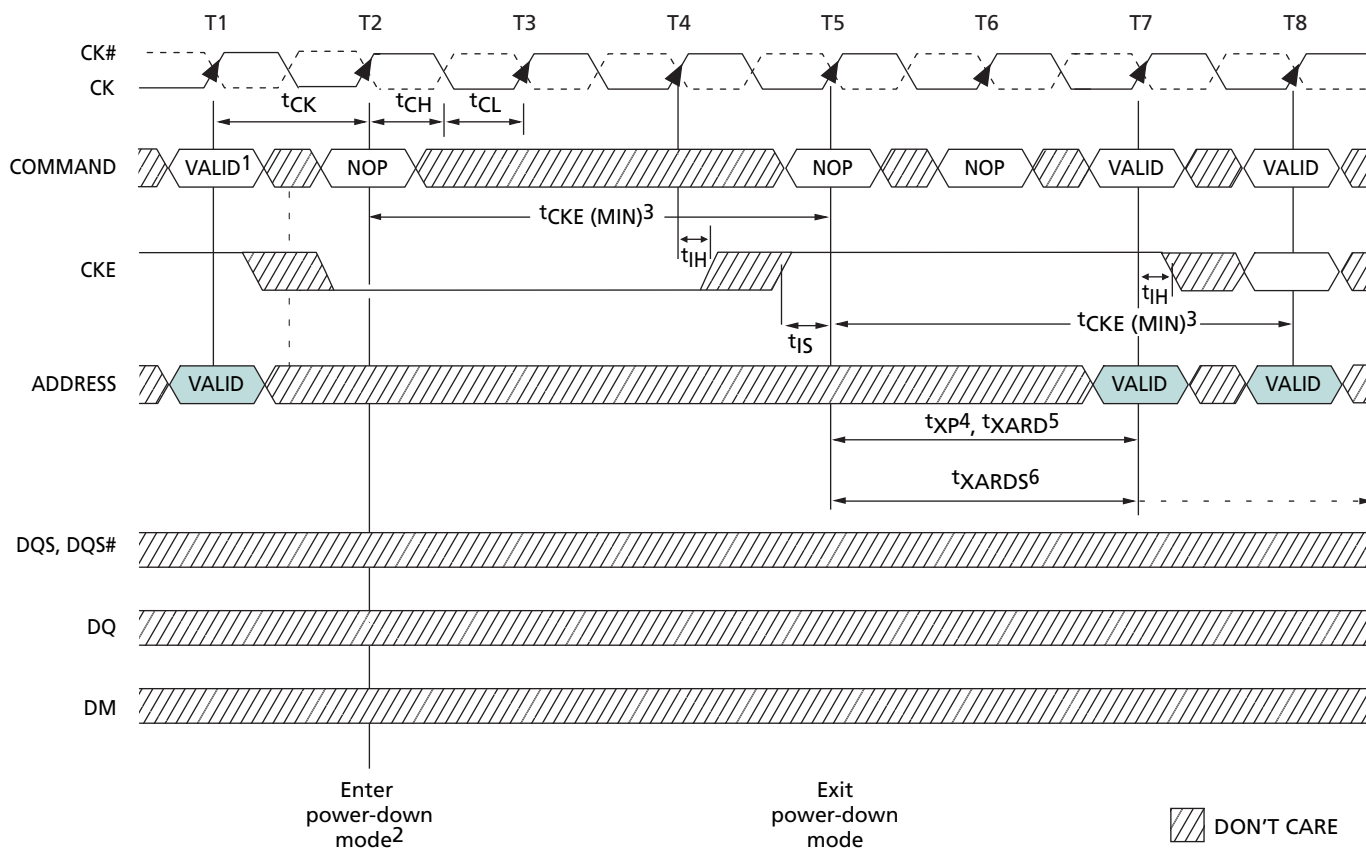 T1 T2 T3 T4 T5 T6 T7 T8
CK#
CK
tCK tCH tCL
COMMAND VALID1 NOP NOP NOP VALID VALID
tCKE (MIN)3
CKE tIH tIH
tIS tCKE (MIN)3
ADDRESS VALID VALID VALID
tXP4, tXARD5
tXARDS6
DQS, DQS#
DQ
DM
Enter
power-down
mode2
Exit
power-down
mode
DON'T CARE